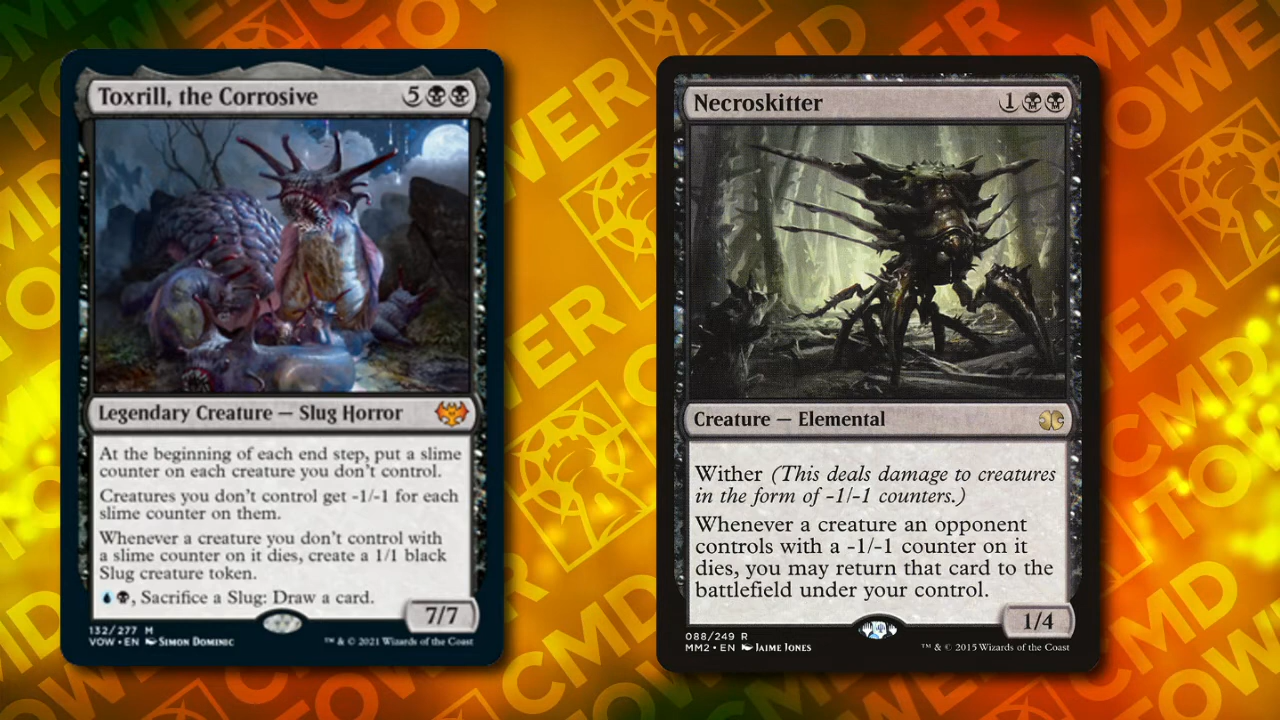 Toxrill, the Corrosive 5
Legendary Creature — Slug Horror
At the beginning of each end step, put a slime
counter on each creature you don't control.
Creatures you don't control get -1/-1 for each
slime counter on them.
Whenever a creature you don't control with
a slime counter on it dies, create a 1/1 black
Slug creature token.
, Sacrifice a Slug: Draw a card.
7/7
132/277 M
VOW • EN SIMON DOMINIC
™ & © 2021 Wizards of the Coast
Necroskitter 1
Creature — Elemental
Wither (This deals damage to creatures
in the form of -1/-1 counters.)
Whenever a creature an opponent
controls with a -1/-1 counter on it
dies, you may return that card to the
battlefield under your control.
1/4
088/249 R
MM2 • EN JAIME JONES
™ & © 2015 Wizards of the Coast
CMD
TOWER
CMD
TOWER